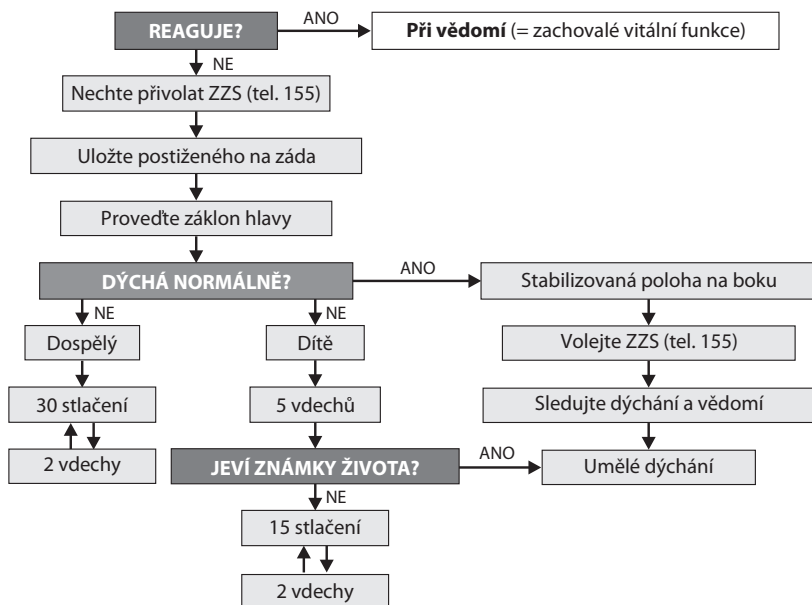 REAGUJE?
ANO
Při vědomí (= zachovalé vitální funkce)
NE
Nechte přivolat ZZS (tel. 155)
Uložte postiženého na záda
Proveďte záklon hlavy
DÝCHÁ NORMÁLNĚ?
ANO
Stabilizovaná poloha na boku
NE
NE
Dospělý
Dítě
Volejte ZZS (tel. 155)
30 stlačení
5 vdechů
Sledujte dýchání a vědomí
2 vdechy
JEVÍ ZNÁMKY ŽIVOTA?
ANO
Umělé dýchání
NE
15 stlačení
2 vdechy